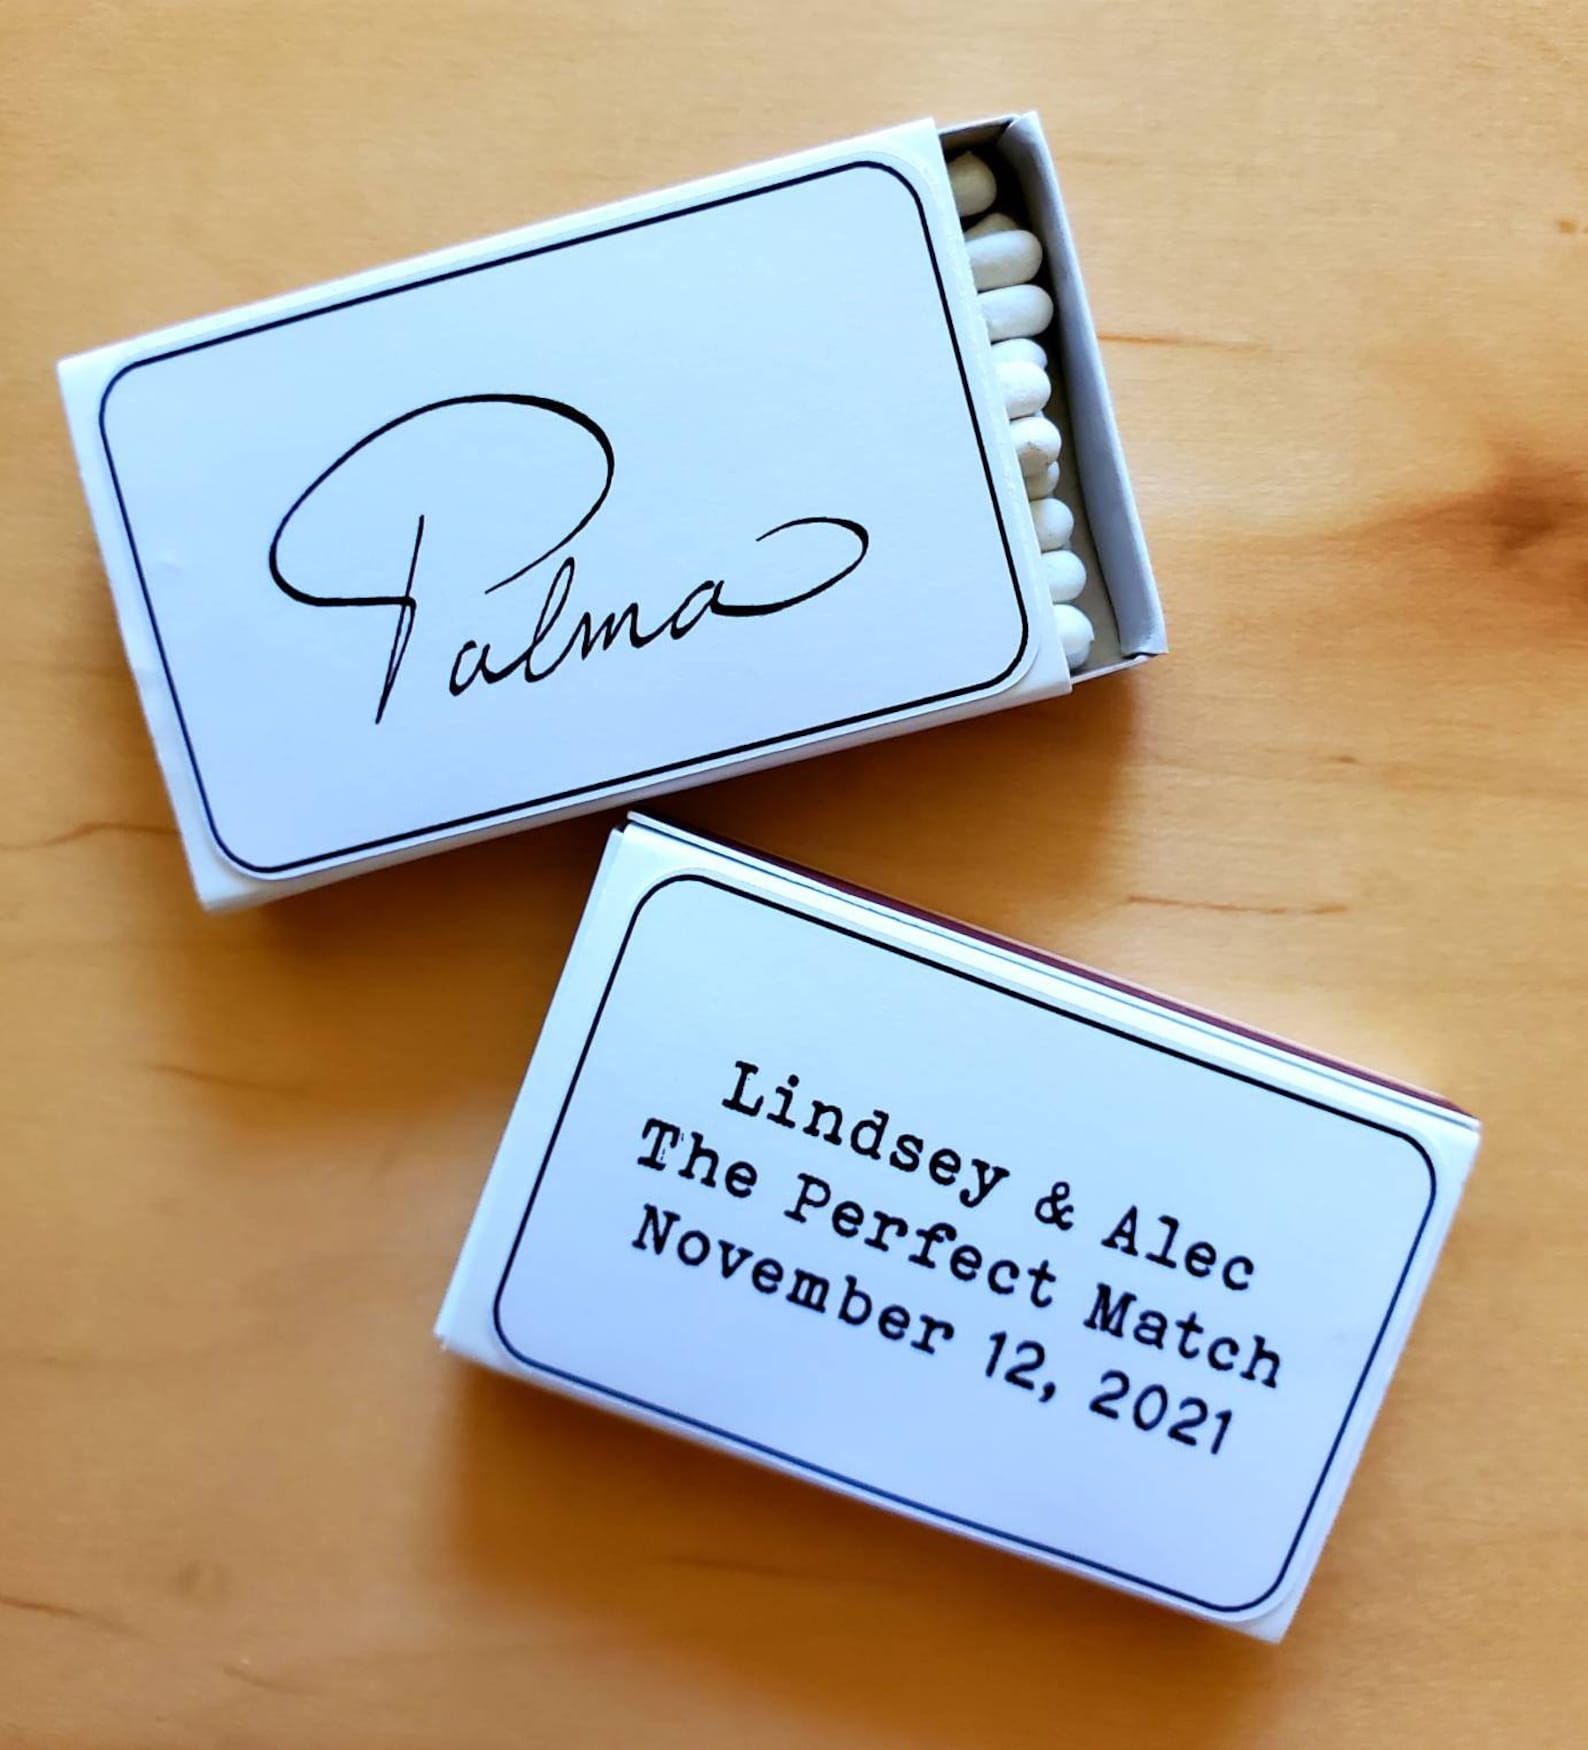 Palma
Lindsey & Alec
The Perfect Match
November 12, 2021